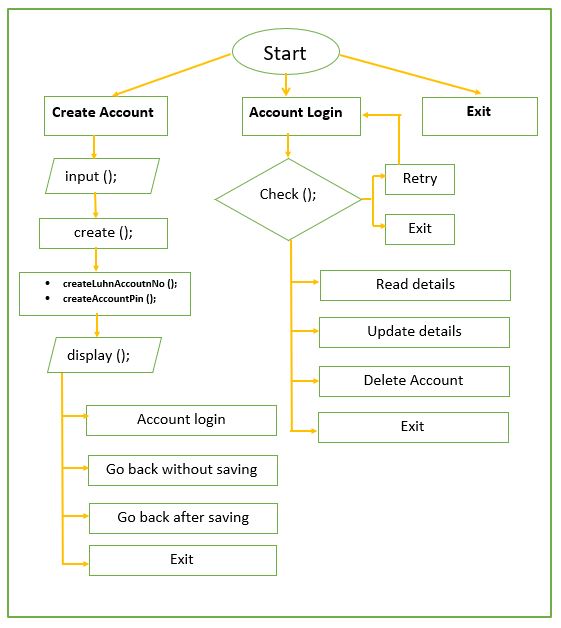 Start
Create Account
Account Login
Exit
input ();
create ();
• createLuhnAccoutnNo ();
• createAccountPin ();
display ();
Account login
Go back without saving
Go back after saving
Exit
Check ();
Retry
Exit
Read details
Update details
Delete Account
Exit